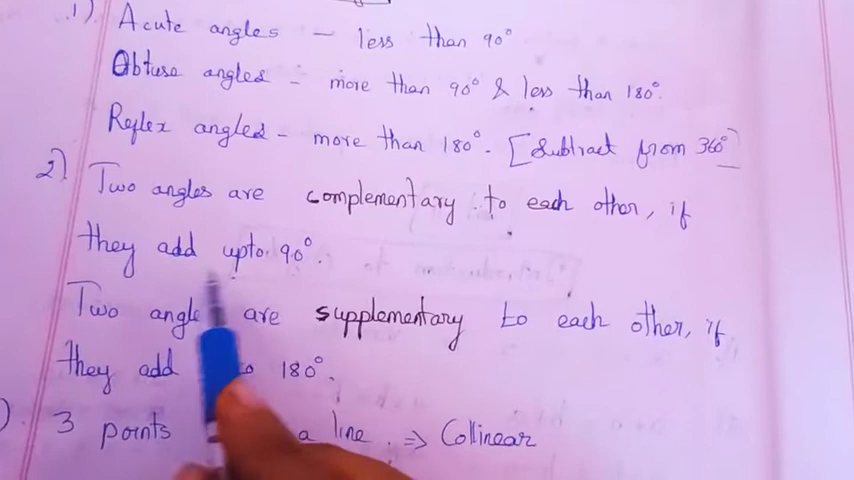 1) Acute angles - less than 90°
Obtuse angles - more than 90° & less than 180°.
Reflex angles - more than 180°. [Subtract from 360°]
2) Two angles are complementary to each other, if
they add upto 90°.
Two angle are supplementary to each other, if
they add to 180°.
) 3 points a line. ⇒ Collinear